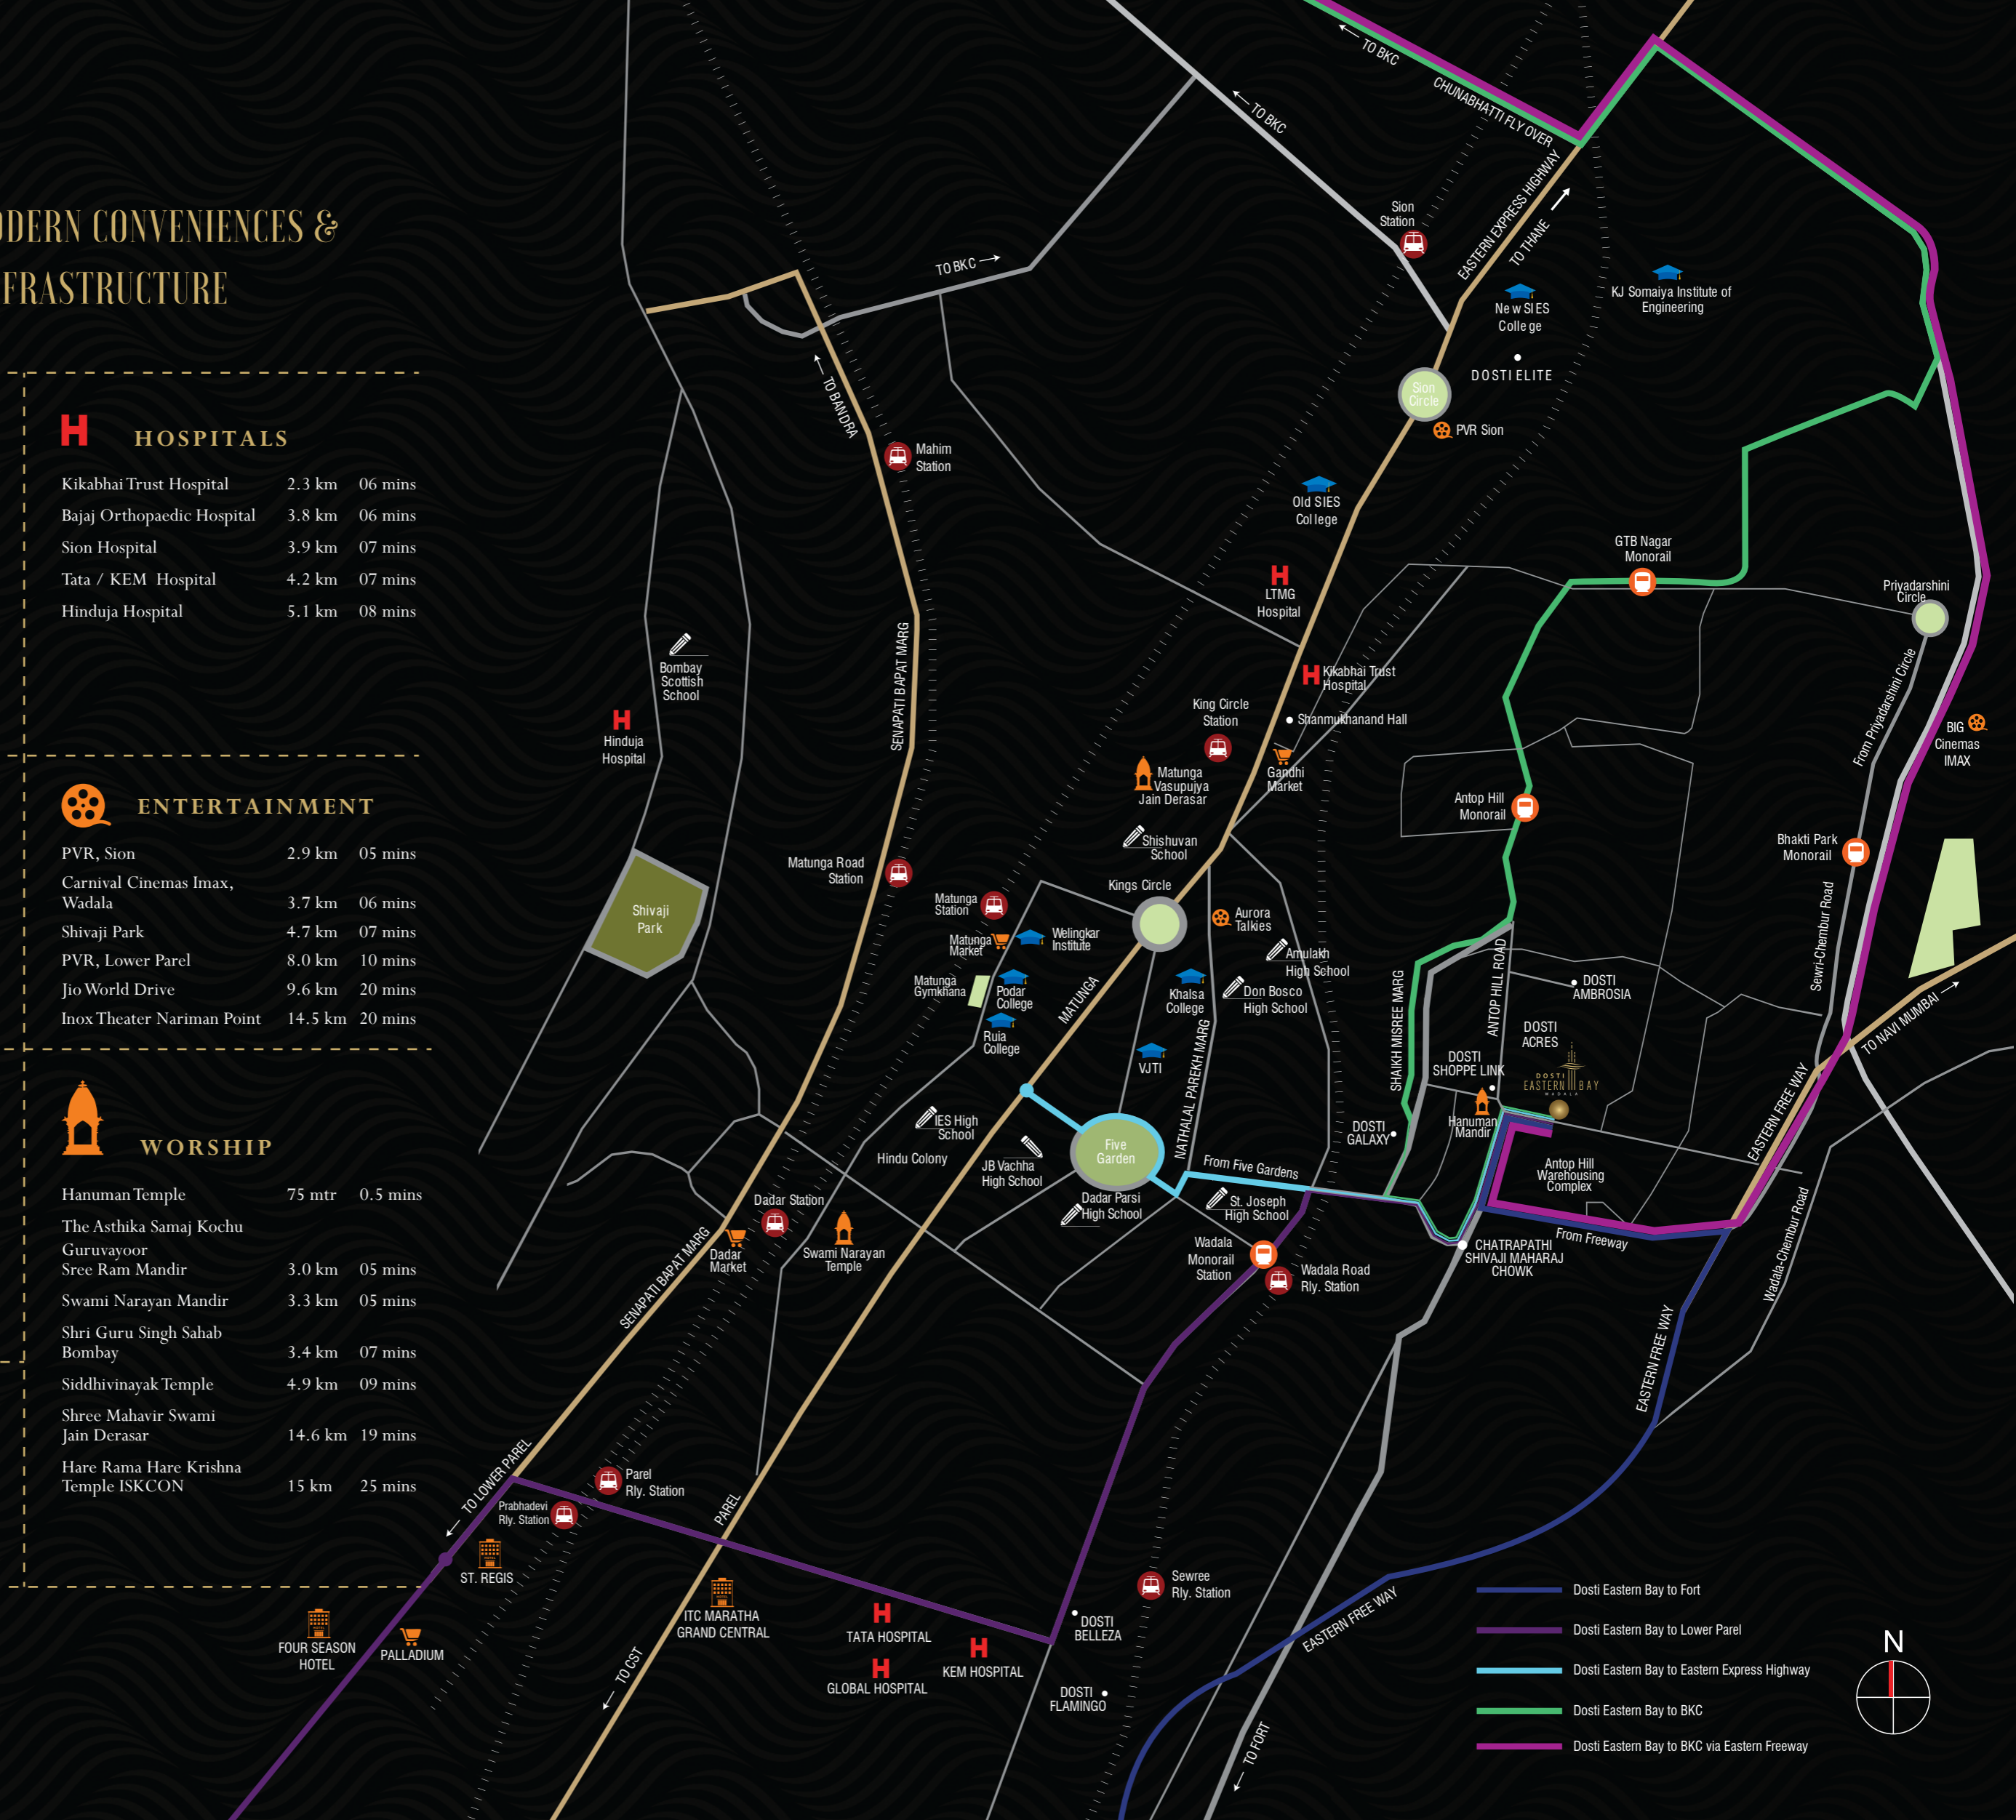 ODERN CONVENIENCES &
FRASTRUCTURE
HOSPITALS
Kikabhai Trust Hospital 2.3 km 06 mins
Bajaj Orthopaedic Hospital 3.8 km 06 mins
Sion Hospital 3.9 km 07 mins
Tata / KEM Hospital 4.2 km 07 mins
Hinduja Hospital 5.1 km 08 mins
ENTERTAINMENT
PVR, Sion 2.9 km 05 mins
Carnival Cinemas Imax,
Wadala 3.7 km 06 mins
Shivaji Park 4.7 km 07 mins
PVR, Lower Parel 8.0 km 10 mins
Jio World Drive 9.6 km 20 mins
Inox Theater Nariman Point 14.5 km 20 mins
WORSHIP
Hanuman Temple 75 mtr 0.5 mins
The Asthika Samaj Kochu
Guruvayoor
Sree Ram Mandir 3.0 km 05 mins
Swami Narayan Mandir 3.3 km 05 mins
Shri Guru Singh Sahab
Bombay 3.4 km 07 mins
Siddhivinayak Temple 4.9 km 09 mins
Shree Mahavir Swami
Jain Derasar 14.6 km 19 mins
Hare Rama Hare Krishna
Temple ISKCON 15 km 25 mins
TO BKC
CHUNABHATTI FLY OVER
TO BKC
EASTERN EXPRESS HIGHWAY
TO THANE
Sion
Station
TO BKC
KJ Somaiya Institute of
Engineering
New SIES
College
DOSTI ELITE
Sion
Circle
PVR Sion
TO BANDRA
Mahim
Station
Old SIES
College
GTB Nagar
Monorail
LTMG
Hospital
Priyadarshini
Circle
From Priyadarshini Circle
Bombay
Scottish
School
SENAPATI BAPAT MARG
Kikabhai Trust
Hospital
King Circle
Station
Shanmukhanand Hall
Hinduja
Hospital
BIG
Cinemas
IMAX
Matunga
Vasupujya
Jain Derasar
Gandhi
Market
Antop Hill
Monorail
Shishuvan
School
Bhakti Park
Monorail
Matunga Road
Station
Kings Circle
Shivaji
Park
Matunga
Station
Aurora
Talkies
Matunga
Market
Welingkar
Institute
Sewri-Chembur Road
Amulakh
High School
Matunga
Gymkhana
Podar
College
MATUNGA
Khalsa
College
Don Bosco
High School
SHAIKH MISREE MARG
ANTOP HILL ROAD
DOSTI
AMBROSIA
Ruia
College
VJTI
NATHALAL PAREKH MARG
DOSTI
ACRES
TO NAVI MUMBAI
DOSTI
SHOPPE LINK
DOSTI
EASTERN BAY
WADALA
IES High
School
Hanuman
Mandir
DOSTI
GALAXY
EASTERN FREE WAY
Hindu Colony
JB Vachha
High School
Five
Garden
From Five Gardens
Antop Hill
Warehousing
Complex
Dadar Parsi
High School
St. Joseph
High School
Dadar Station
Dadar
Market
Swami Narayan
Temple
Wadala
Monorail
Station
Wadala Road
Rly. Station
CHATRAPATHI
SHIVAJI MAHARAJ
CHOWK
From Freeway
Wadala-Chembur Road
SENAPATI BAPAT MARG
EASTERN FREE WAY
TO LOWER PAREL
Parel
Rly. Station
Prabhadevi
Rly. Station
PAREL
ST. REGIS
Sewree
Rly. Station
ITC MARATHA
GRAND CENTRAL
FOUR SEASON
HOTEL
PALLADIUM
TATA HOSPITAL
KEM HOSPITAL
GLOBAL HOSPITAL
DOSTI
BELLEZA
DOSTI
FLAMINGO
EASTERN FREE WAY
TO CST
TO FORT
Dosti Eastern Bay to Fort
Dosti Eastern Bay to Lower Parel
Dosti Eastern Bay to Eastern Express Highway
Dosti Eastern Bay to BKC
Dosti Eastern Bay to BKC via Eastern Freeway
N